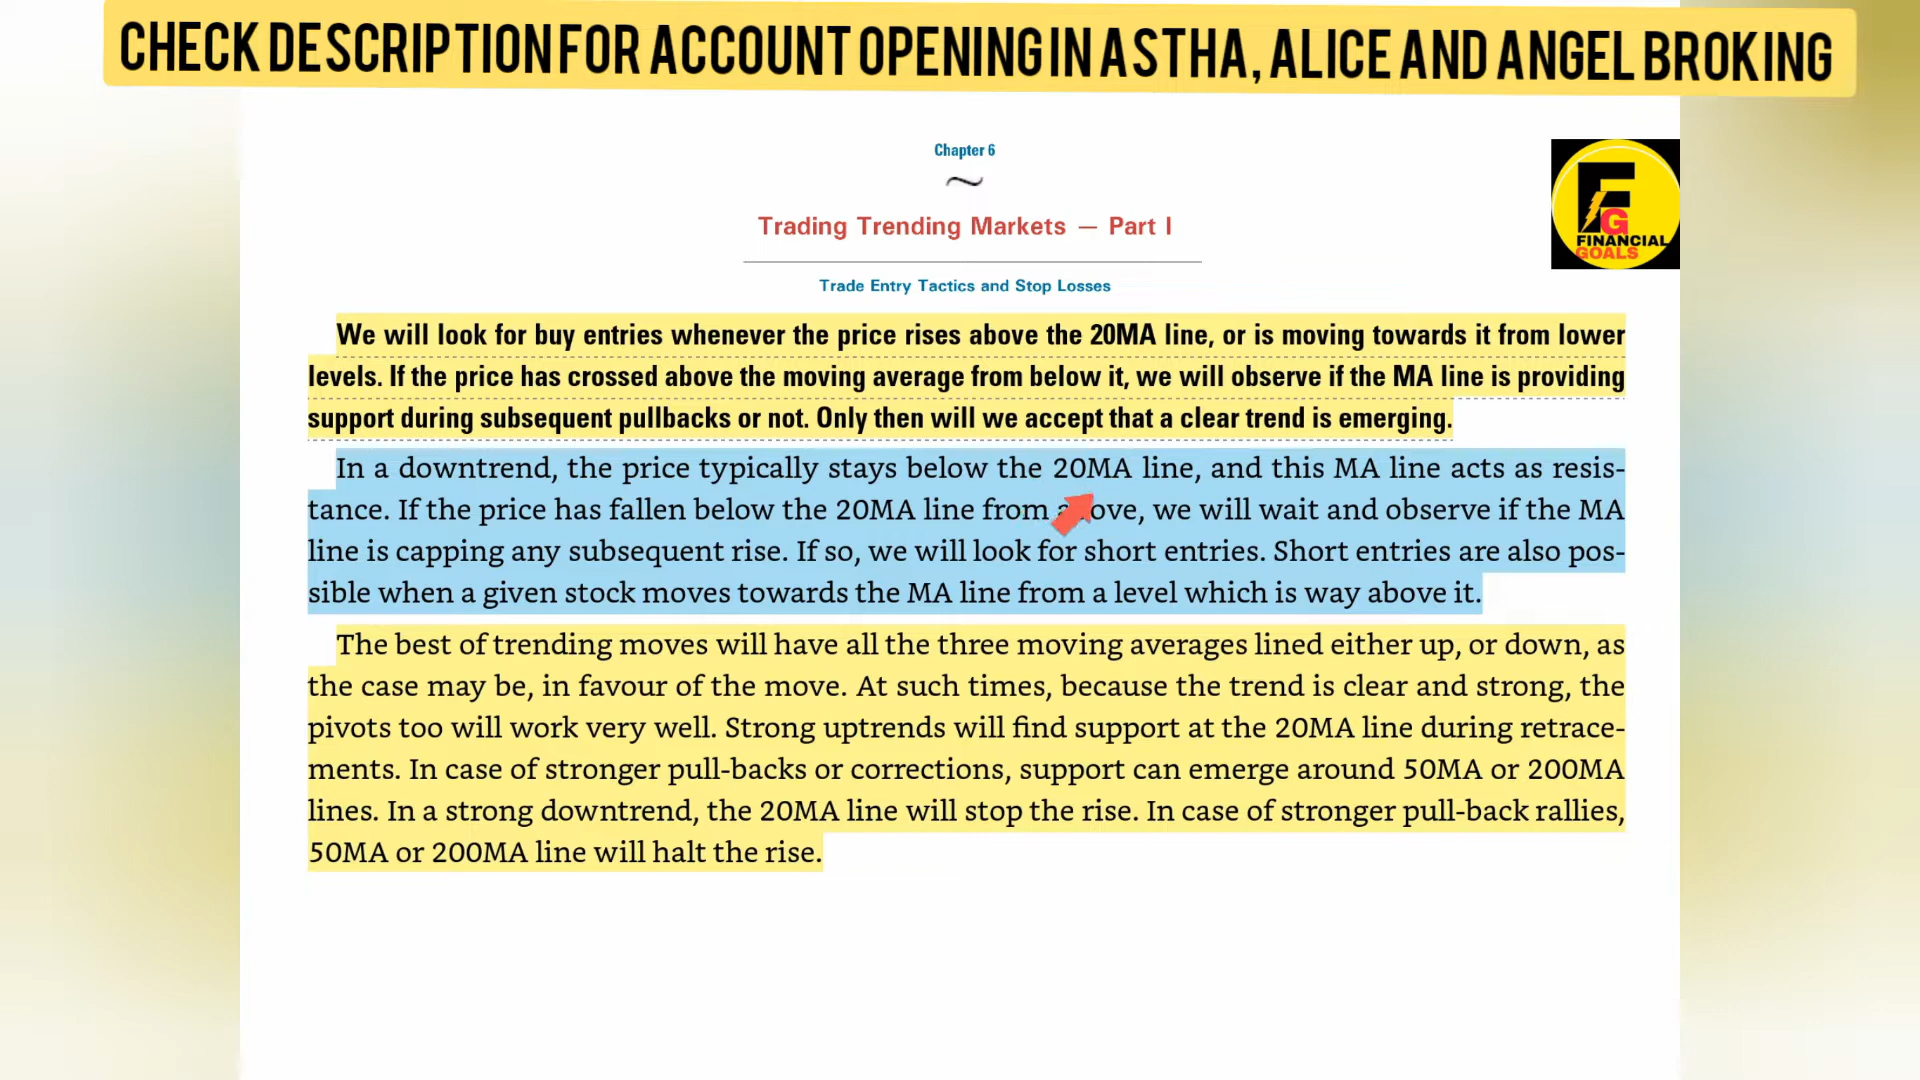 CHECK DESCRIPTION FOR ACCOUNT OPENING IN ASTHA, ALICE AND ANGEL BROKING
Chapter 6
Trading Trending Markets — Part I
Trade Entry Tactics and Stop Losses
FG
FINANCIAL
GOALS
We will look for buy entries whenever the price rises above the 20MA line, or is moving towards it from lower
levels. If the price has crossed above the moving average from below it, we will observe if the MA line is providing
support during subsequent pullbacks or not. Only then will we accept that a clear trend is emerging.
In a downtrend, the price typically stays below the 20MA line, and this MA line acts as resis-
tance. If the price has fallen below the 20MA line from above, we will wait and observe if the MA
line is capping any subsequent rise. If so, we will look for short entries. Short entries are also pos-
sible when a given stock moves towards the MA line from a level which is way above it.
The best of trending moves will have all the three moving averages lined either up, or down, as
the case may be, in favour of the move. At such times, because the trend is clear and strong, the
pivots too will work very well. Strong uptrends will find support at the 20MA line during retrace-
ments. In case of stronger pull-backs or corrections, support can emerge around 50MA or 200MA
lines. In a strong downtrend, the 20MA line will stop the rise. In case of stronger pull-back rallies,
50MA or 200MA line will halt the rise.